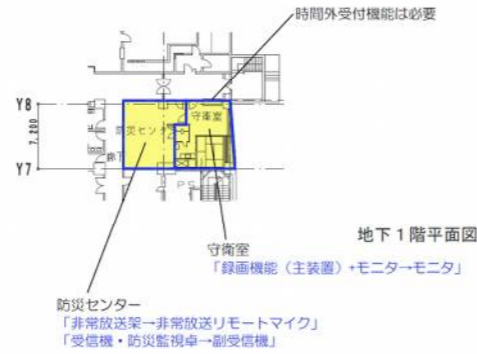 時間外受付機能は必要
Y8
守衛室
防災センター
7,200
廊下
Y7
PS
地下1階平面図
守衛室
「録画機能（主装置）+モニタ→モニタ」
防災センター
「非常放送架→非常放送リモートマイク」
「受信機・防災監視卓→副受信機」